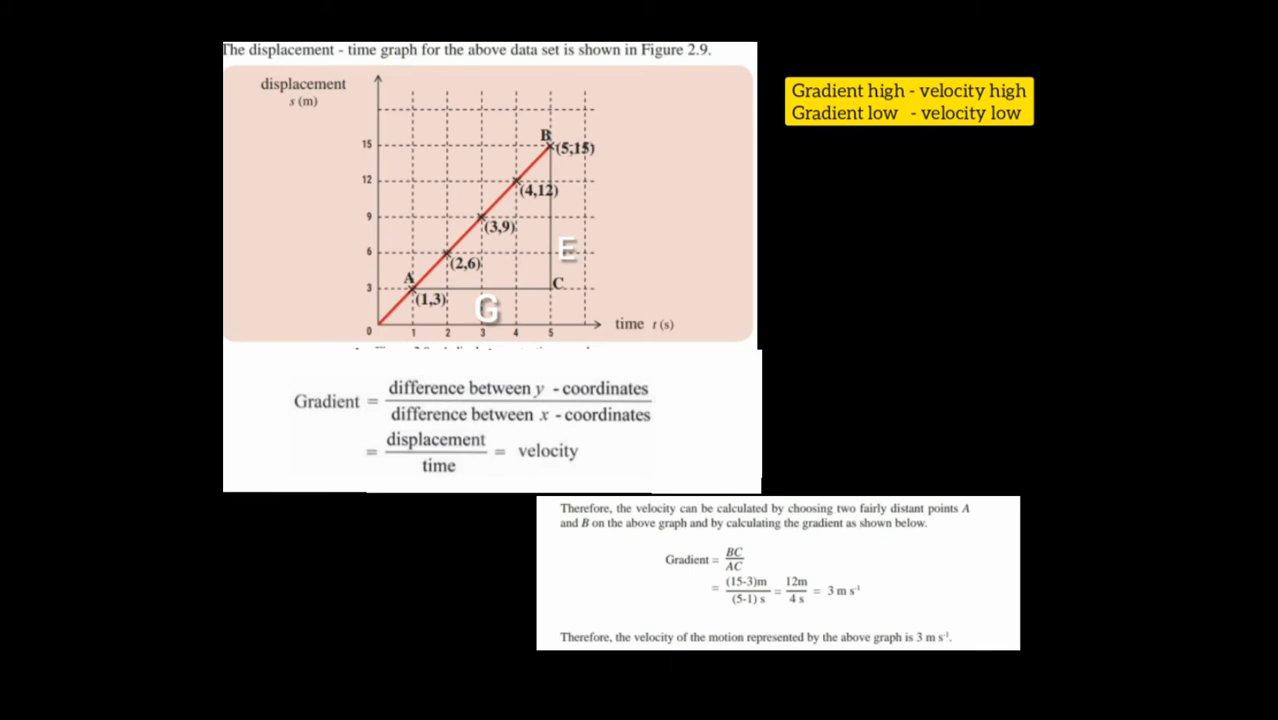 The displacement - time graph for the above data set is shown in Figure 2.9.
displacement
s (m)
Gradient high - velocity high
Gradient low - velocity low
15
12
9
6
3
0
B
(5,15)
(4,12)
(3,9)
E
(2,6)
A
C
(1,3)
G
1 2 3 4 5
time t (s)
Gradient = difference between y - coordinates
difference between x - coordinates
= displacement
time
= velocity
Therefore, the velocity can be calculated by choosing two fairly distant points A
and B on the above graph and by calculating the gradient as shown below.
Gradient = BC
AC
= (15-3)m
(5-1) s
= 12m
4 s
= 3 m s⁻¹
Therefore, the velocity of the motion represented by the above graph is 3 m s⁻¹.